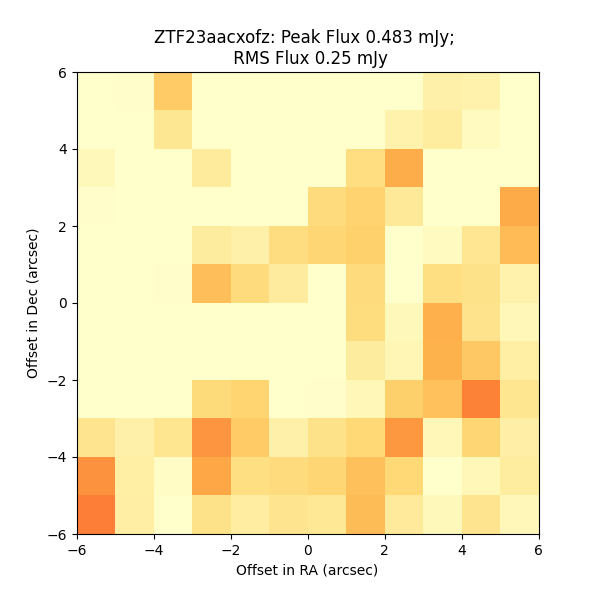 ZTF23aacxofz: Peak Flux 0.483 mJy;
RMS Flux 0.25 mJy
6
4
2
0
−2
−4
−6
Offset in Dec (arcsec)
−6 −4 −2 0 2 4 6
Offset in RA (arcsec)